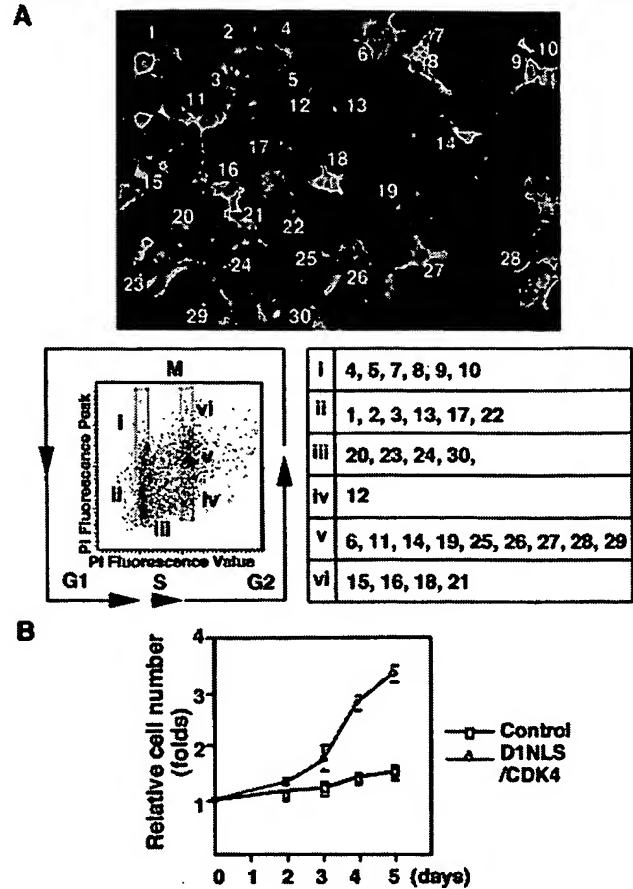 A
1 2 4 6 7 10
3 5 8 9
11 12 13 14
17 18
15 16 19
20 21 22
23 24 25 26 27 28
29 30
M
i vi
v
ii iv
iii
PI Fluorescence Peak
PI Fluorescence Value
G1 S G2
i 4, 5, 7, 8, 9, 10
ii 1, 2, 3, 13, 17, 22
iii 20, 23, 24, 30,
iv 12
v 6, 11, 14, 19, 25, 26, 27, 28, 29
vi 15, 16, 18, 21
B
Relative cell number
(folds)
4
3
2
1
0 1 2 3 4 5 (days)
Control
D1NLS
/CDK4